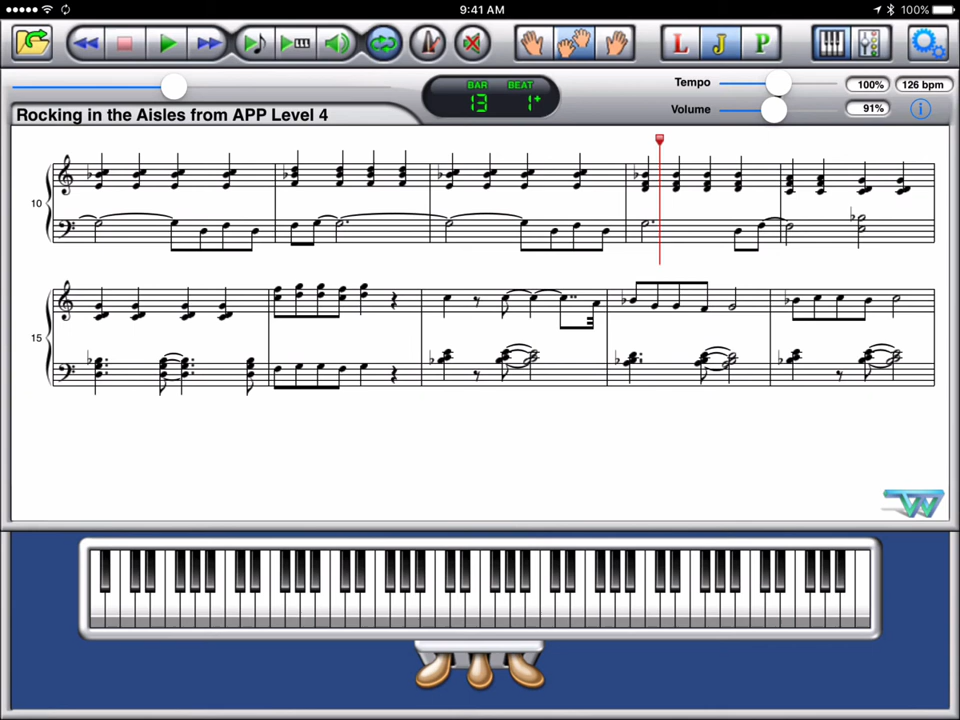 9:41 AM
100%
L J P
BAR BEAT
13 1+
Tempo 100% 126 bpm
Volume 91% i
Rocking in the Aisles from APP Level 4
10
15
TW